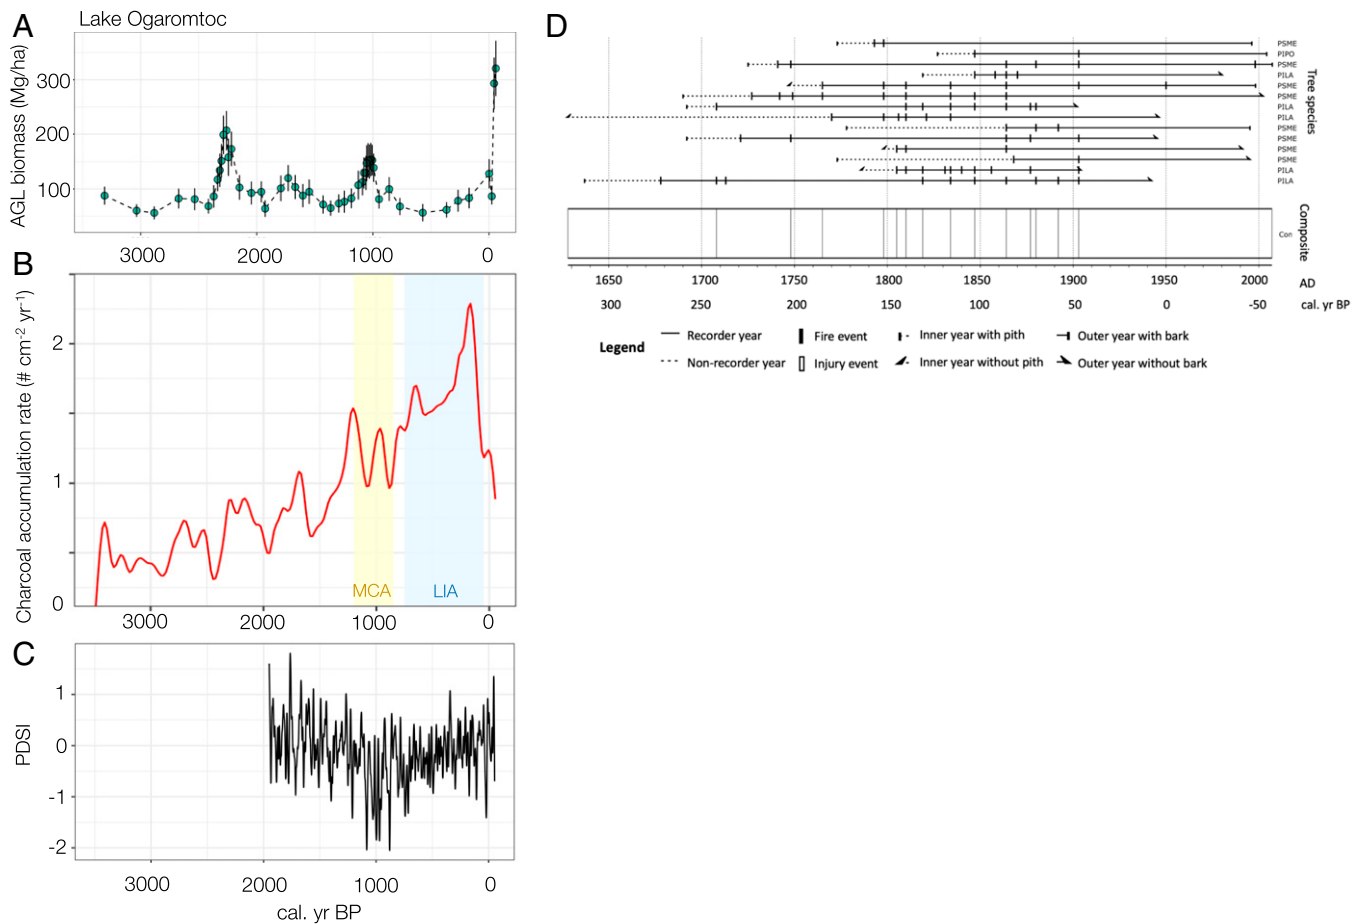 A
Lake Ogaromtoc
AGL biomass (Mg/ha)
300
200
100
3000
2000
1000
0
B
Charcoal accumulation rate (# cm⁻² yr⁻¹)
2
1
0
MCA
LIA
3000
2000
1000
0
C
PDSI
1
0
-1
-2
3000
2000
1000
0
cal. yr BP
D
PSME
PIPO
PSME
PILA
PSME
PSME
PILA
PILA
PSME
PSME
PSME
PSME
PILA
PILA
Tree species
Con
Composite
1650 1700 1750 1800 1850 1900 1950 2000 AD
300 250 200 150 100 50 0 -50 cal. yr BP
Legend
Recorder year
Fire event
Inner year with pith
Outer year with bark
Non-recorder year
Injury event
Inner year without pith
Outer year without bark